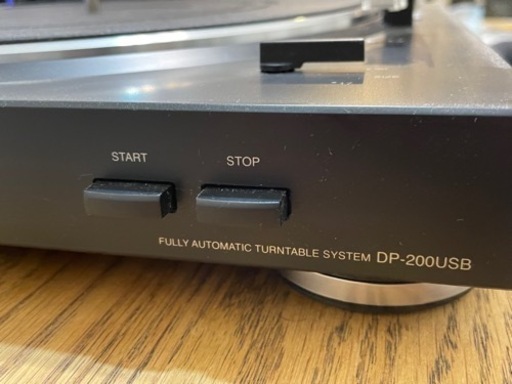 START STOP
FULLY AUTOMATIC TURNTABLE SYSTEM DP-200USB